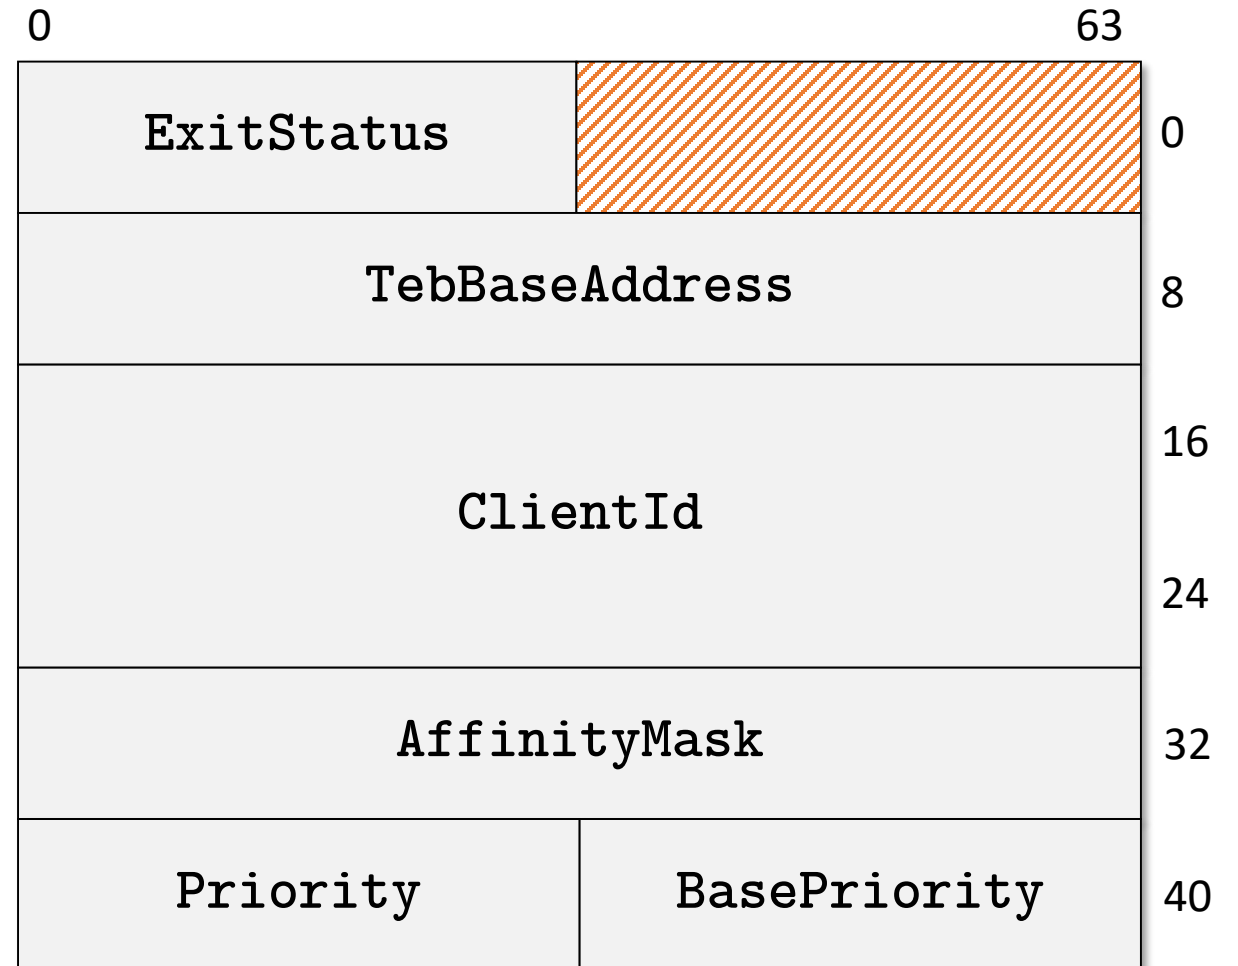 0 63
ExitStatus 0
TebBaseAddress 8
16
ClientId
24
AffinityMask 32
Priority BasePriority 40